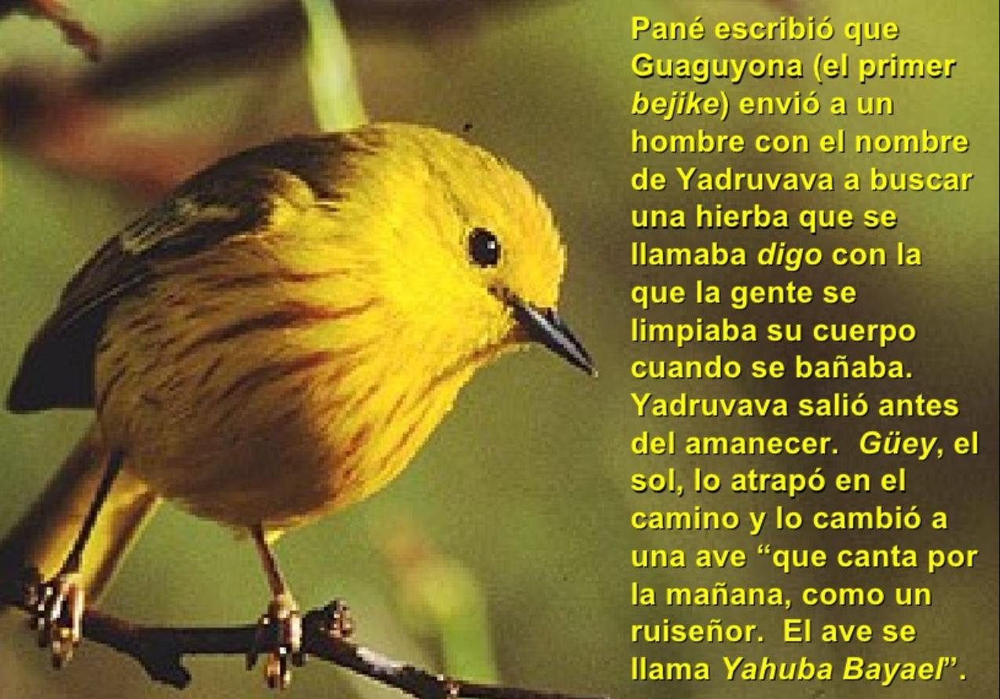 Pané escribió que
Guaguyona (el primer
bejike) envió a un
hombre con el nombre
de Yadruvava a buscar
una hierba que se
llamaba digo con la
que la gente se
limpiaba su cuerpo
cuando se bañaba.
Yadruvava salió antes
del amanecer.  Güey, el
sol, lo atrapó en el
camino y lo cambió a
una ave “que canta por
la mañana, como un
ruiseñor.  El ave se
llama Yahuba Bayael”.